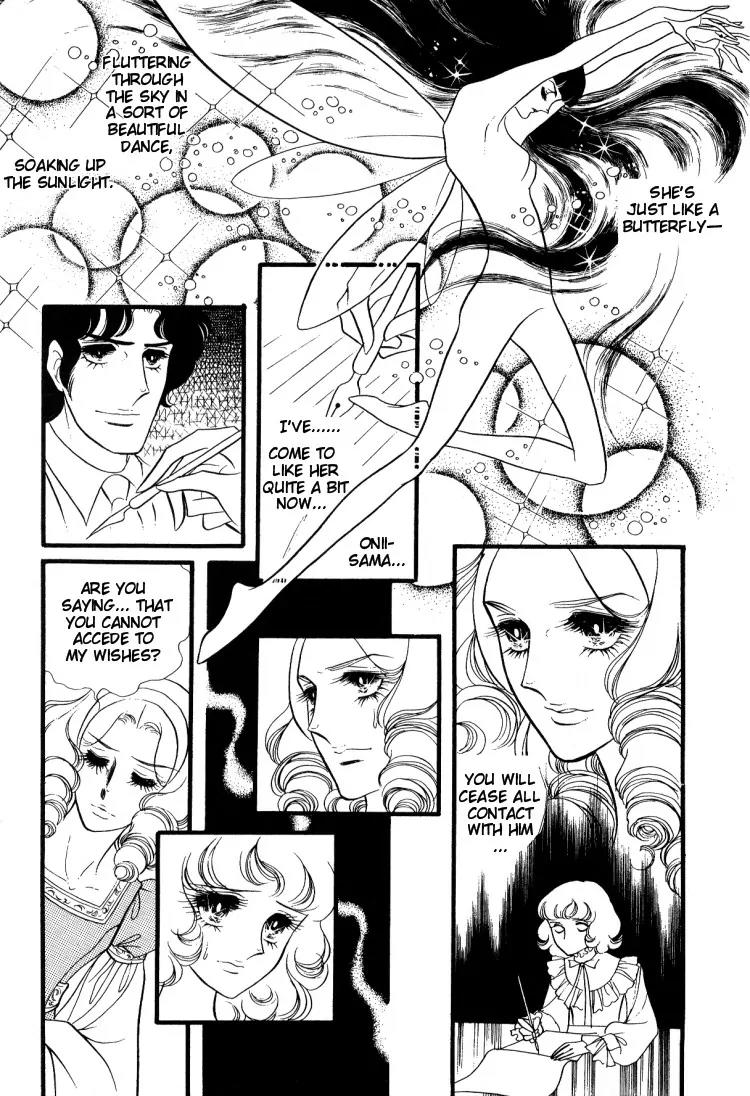 SHE'S
JUST LIKE A
BUTTERFLY—
FLUTTERING
THROUGH
THE SKY IN
A SORT OF
BEAUTIFUL
DANCE,
SOAKING UP
THE SUNLIGHT.
I'VE......
COME TO
LIKE HER
QUITE A BIT
NOW...
ONII-
SAMA...
YOU WILL
CEASE ALL
CONTACT
WITH HIM
...
ARE YOU
SAYING... THAT
YOU CANNOT
ACCEDE TO
MY WISHES?